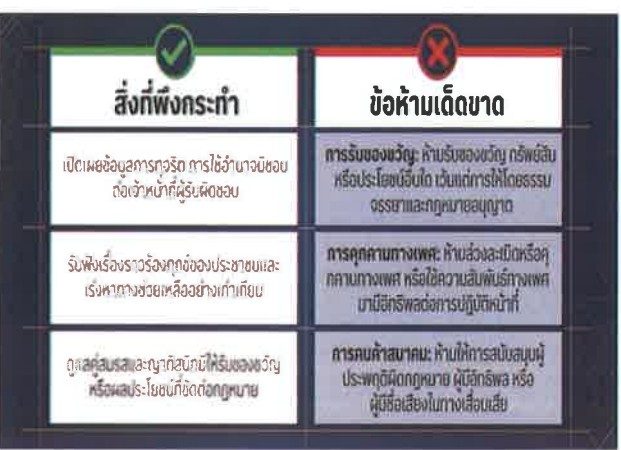 สิ่งที่พึงกระทำ
ข้อห้ามเด็ดขาด
เปิดเผยข้อมูลการทุจริต การใช้อำนาจมิชอบ
ต่อเจ้าหน้าที่ผู้รับผิดชอบ
การรับของขวัญ: ห้ามรับของขวัญ ทรัพย์สิน
หรือประโยชน์อื่นใด เว้นแต่การให้โดยธรรม
จรรยาและกฎหมายอนุญาต
รับฟังเรื่องราวร้องทุกข์ของประชาชนและ
เร่งหาทางช่วยเหลืออย่างเท่าเทียม
การคุกคามทางเพศ: ห้ามล่วงละเมิดหรือคุ
กคามทางเพศ หรือใช้ความสัมพันธ์ทางเพศ
มามีอิทธิพลต่อการปฏิบัติหน้าที่
ดูแลคู่สมรสและญาติสนิทมิให้รับของขวัญ
หรือผลประโยชน์ที่ขัดต่อกฎหมาย
การคบค้าสมาคม: ห้ามให้การสนับสนุนผู้
ประพฤติผิดกฎหมาย ผู้มีอิทธิพล หรือ
ผู้มีชื่อเสียงในทางเสื่อมเสีย